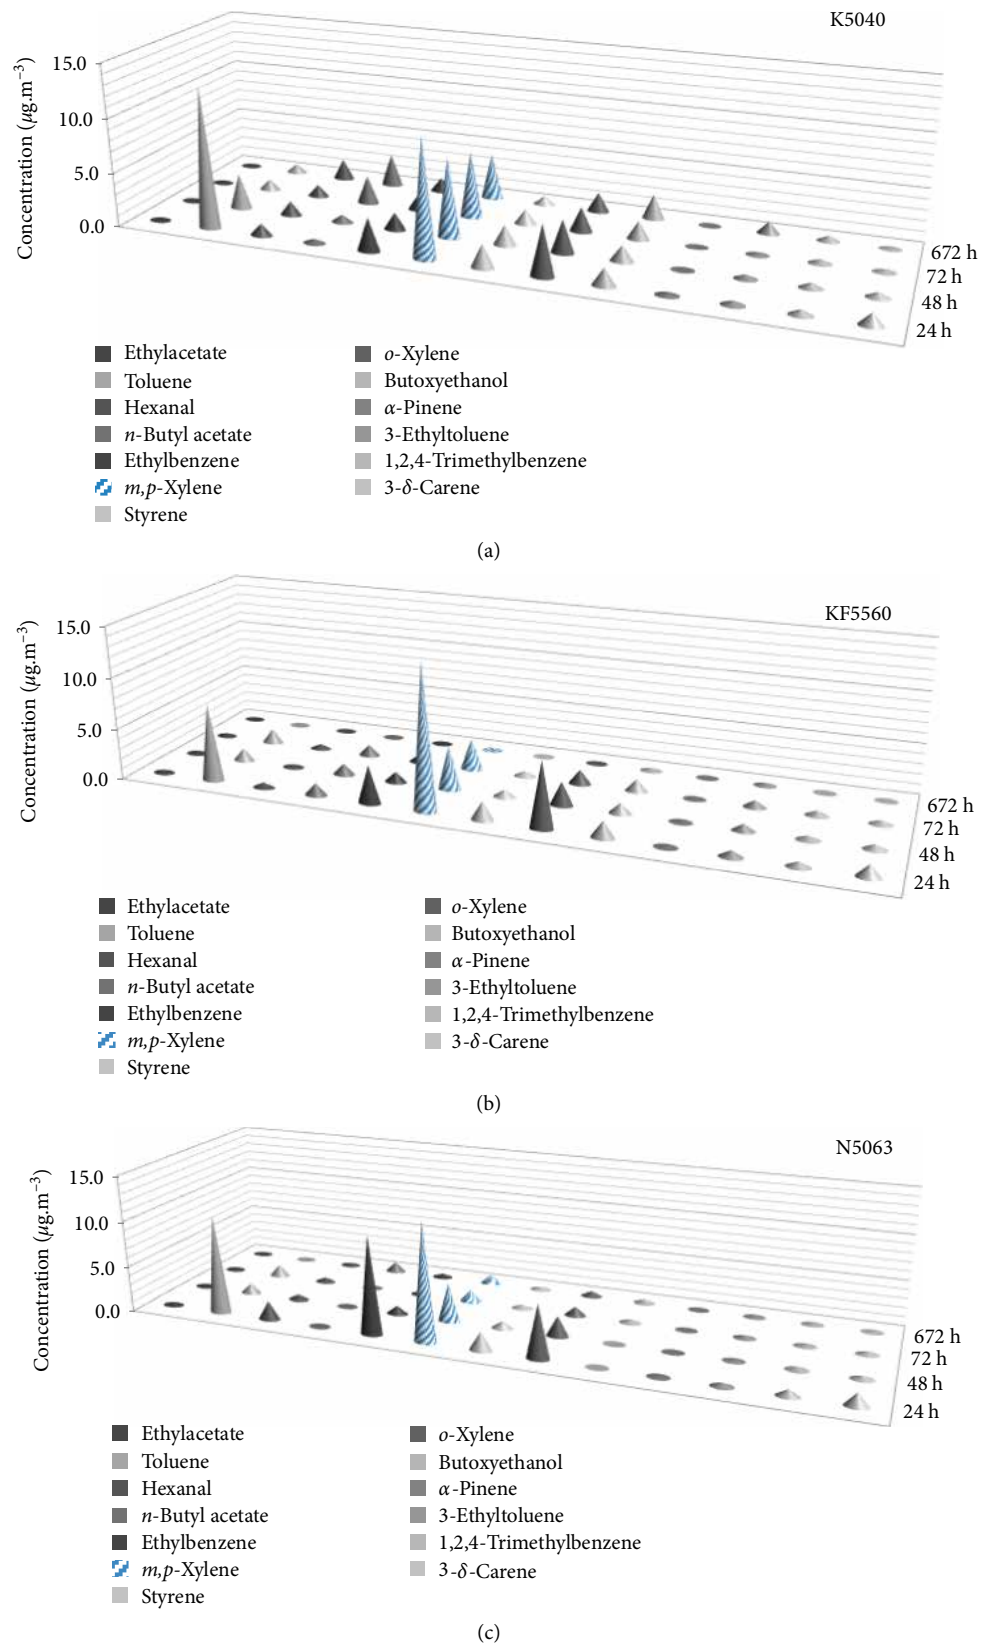 K5040
Concentration (μg.m⁻³)
15.0
10.0
5.0
0.0
672 h
72 h
48 h
24 h
Ethylacetate
Toluene
Hexanal
n-Butyl acetate
Ethylbenzene
m,p-Xylene
Styrene
o-Xylene
Butoxyethanol
α-Pinene
3-Ethyltoluene
1,2,4-Trimethylbenzene
3-δ-Carene
(a)
KF5560
Concentration (μg.m⁻³)
15.0
10.0
5.0
0.0
672 h
72 h
48 h
24 h
Ethylacetate
Toluene
Hexanal
n-Butyl acetate
Ethylbenzene
m,p-Xylene
Styrene
o-Xylene
Butoxyethanol
α-Pinene
3-Ethyltoluene
1,2,4-Trimethylbenzene
3-δ-Carene
(b)
N5063
Concentration (μg.m⁻³)
15.0
10.0
5.0
0.0
672 h
72 h
48 h
24 h
Ethylacetate
Toluene
Hexanal
n-Butyl acetate
Ethylbenzene
m,p-Xylene
Styrene
o-Xylene
Butoxyethanol
α-Pinene
3-Ethyltoluene
1,2,4-Trimethylbenzene
3-δ-Carene
(c)